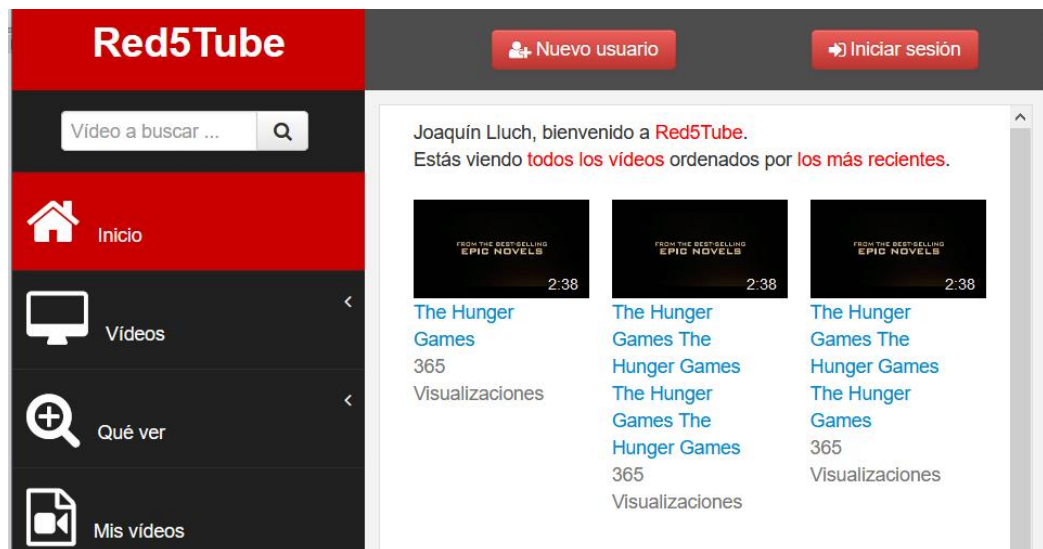 Red5Tube
Nuevo usuario
Iniciar sesión
Vídeo a buscar ...
Inicio
Vídeos
Qué ver
Mis vídeos
Joaquín Lluch, bienvenido a Red5Tube.
Estás viendo todos los vídeos ordenados por los más recientes.
FROM THE BEST-SELLING
EPIC NOVELS
2:38
The Hunger
Games
365
Visualizaciones
FROM THE BEST-SELLING
EPIC NOVELS
2:38
The Hunger
Games The
Hunger Games
The Hunger
Games The
Hunger Games
365
Visualizaciones
FROM THE BEST-SELLING
EPIC NOVELS
2:38
The Hunger
Games The
Hunger Games
The Hunger
Games
365
Visualizaciones